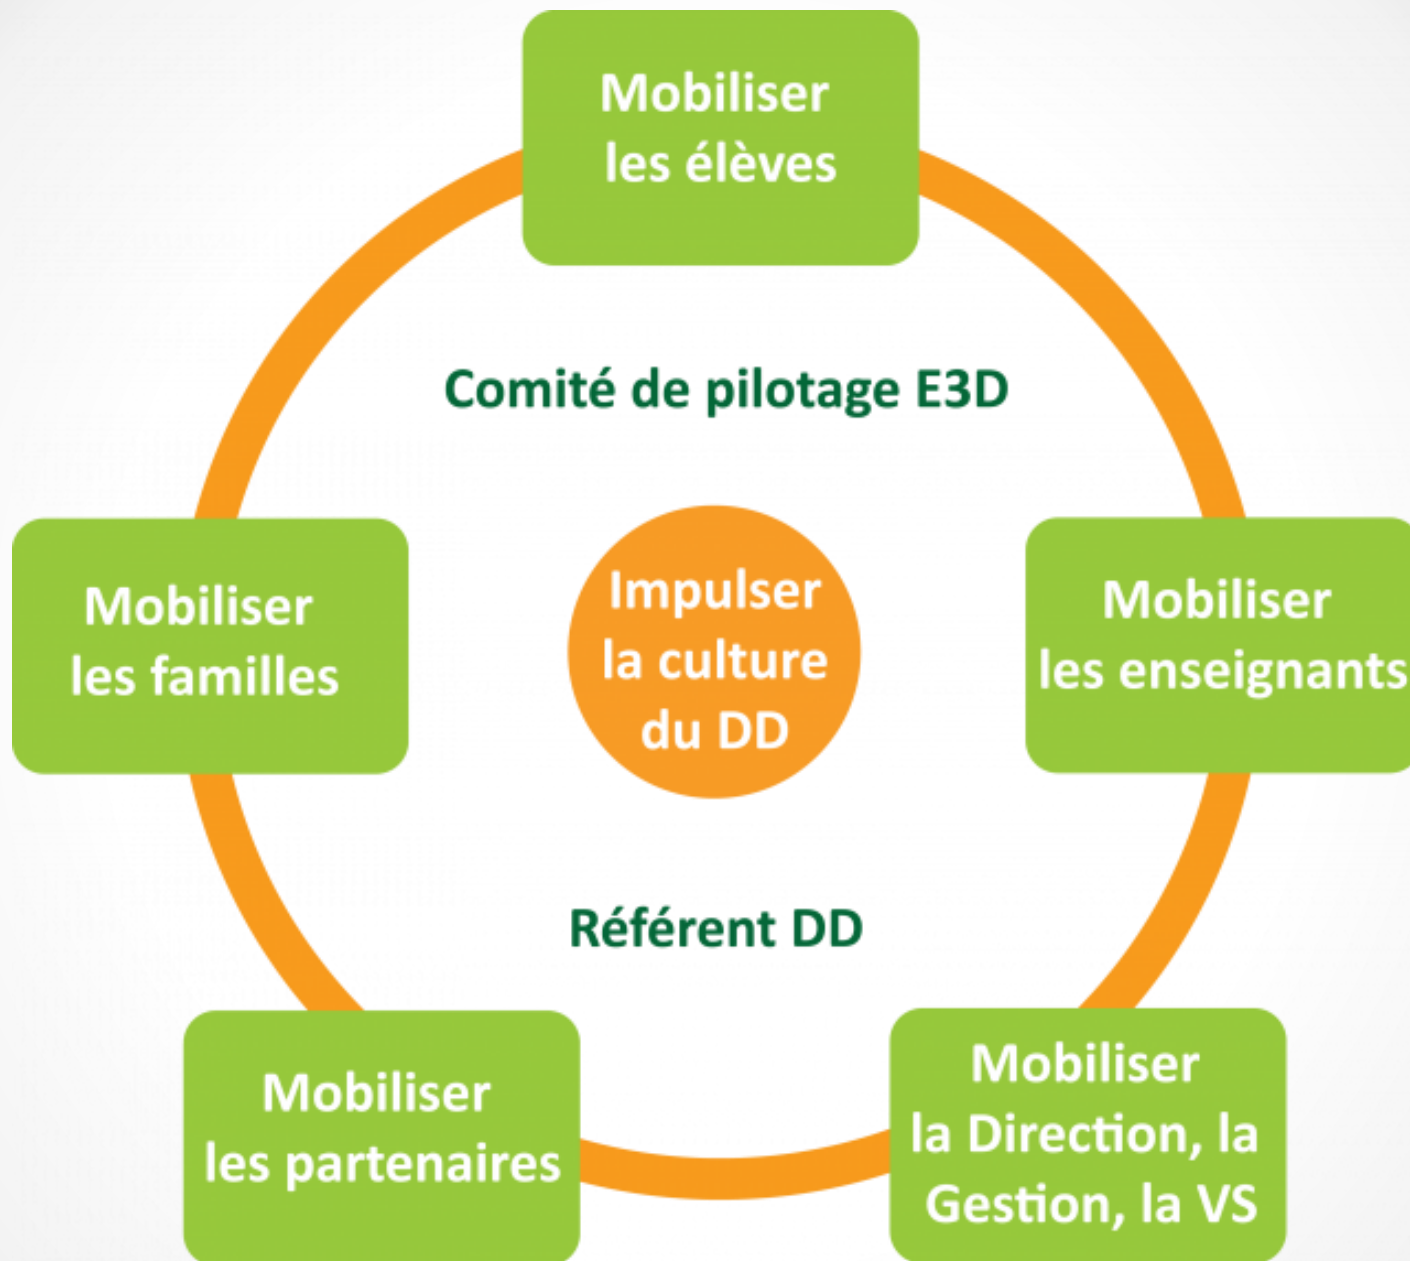 Mobiliser
les élèves
Comité de pilotage E3D
Mobiliser
les familles
Impulser
la culture
du DD
Mobiliser
les enseignants
Référent DD
Mobiliser
les partenaires
Mobiliser
la Direction, la
Gestion, la VS